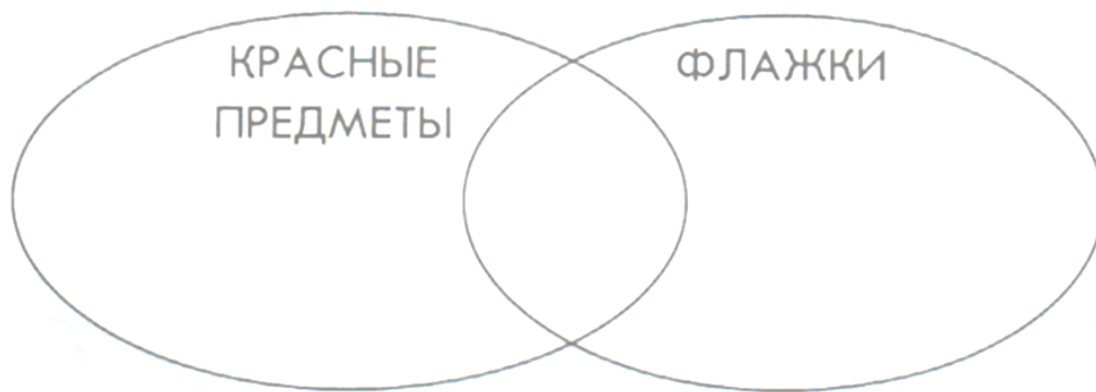 КРАСНЫЕ
ПРЕДМЕТЫ
ФЛАЖКИ